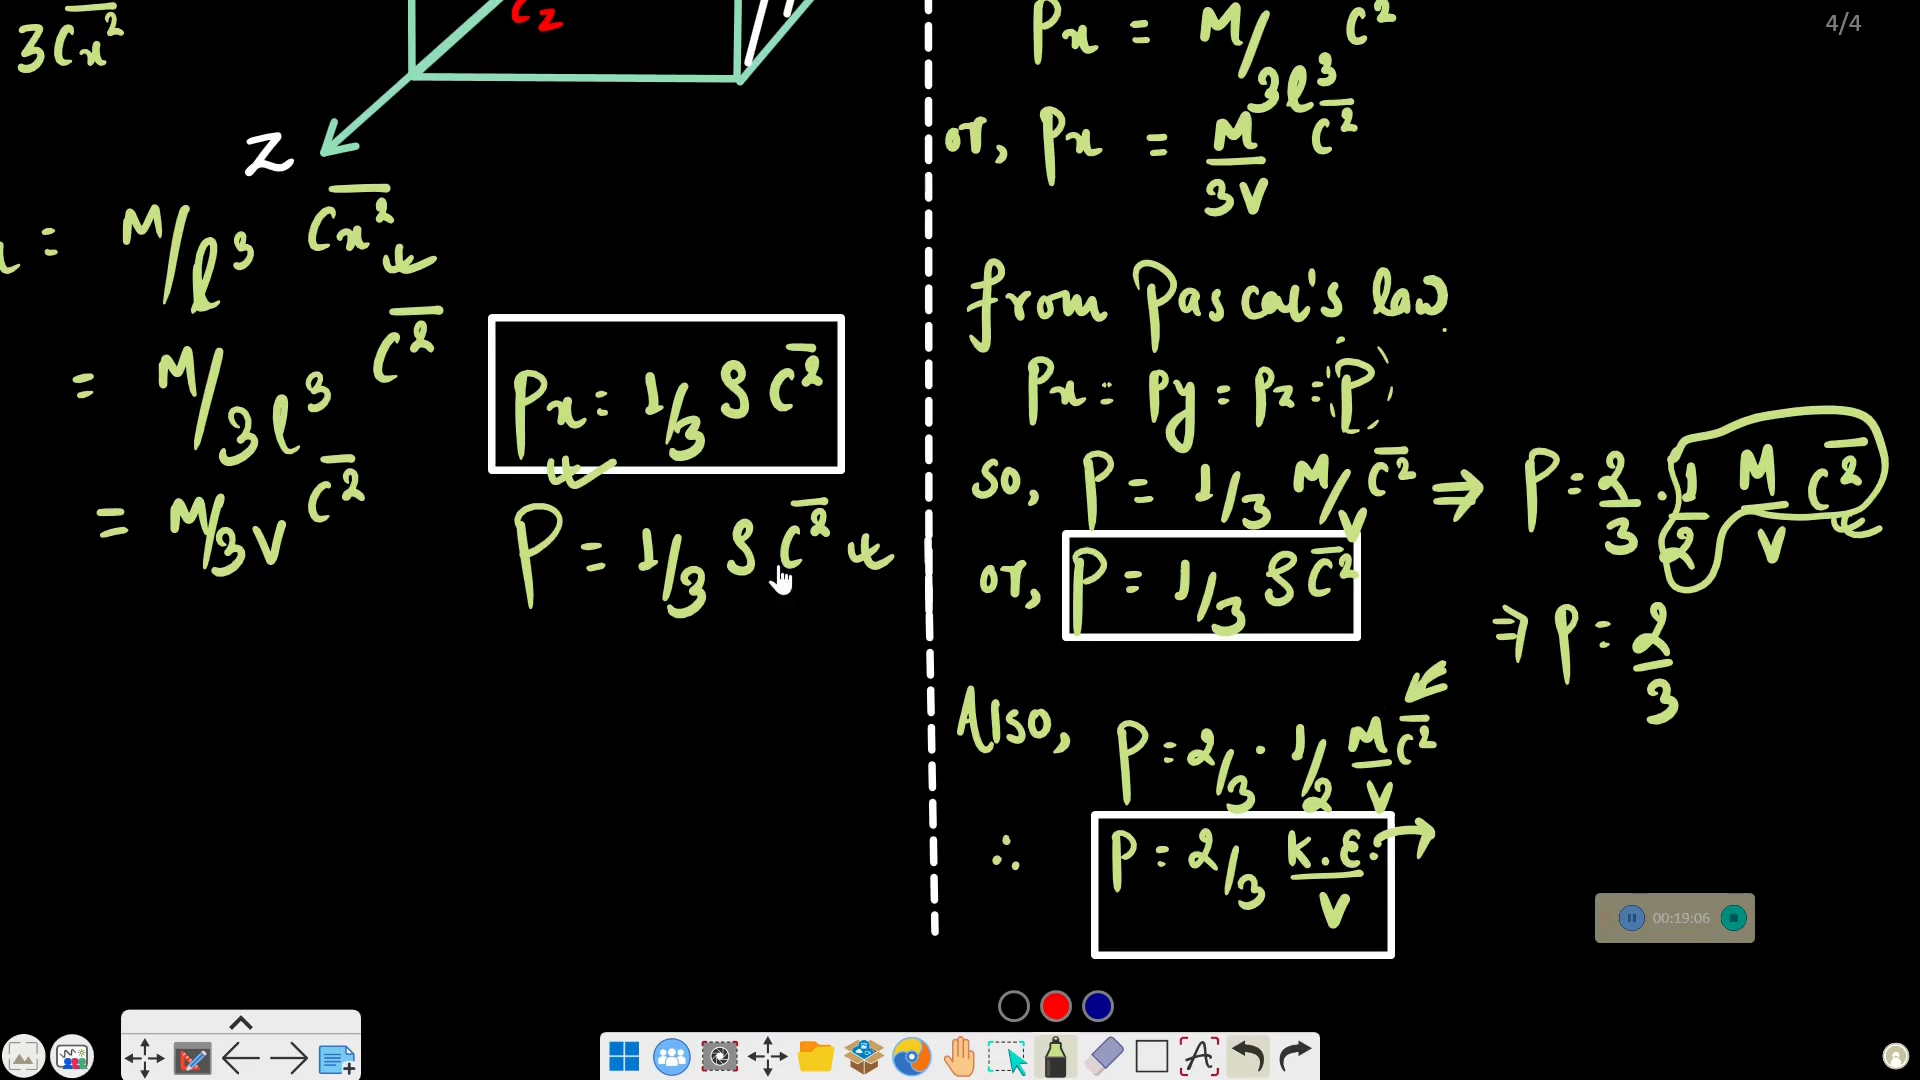 3C̅x̅²̅
Cz
Z
= M/l³ C̅x̅²̅
= M/3l³ C̅²̅
= M/3V C̅²̅
Px = 1/3 ρ C̅²̅
P = 1/3 ρ C̅²̅
Px = M/3l³ C²
or, Px = M/3V C̅²̅
from Pascal's law
Px = Py = Pz = P
so, P = 1/3 M/V C̅²̅ ⇒ P = 2/3 . 1/2 M/V C̅²̅
or, P = 1/3 ρ C̅²̅
⇒ P = 2/3
Also, P = 2/3 . 1/2 M/V C̅²̅
∴ P = 2/3 K.E./V →
4/4
00:19:06